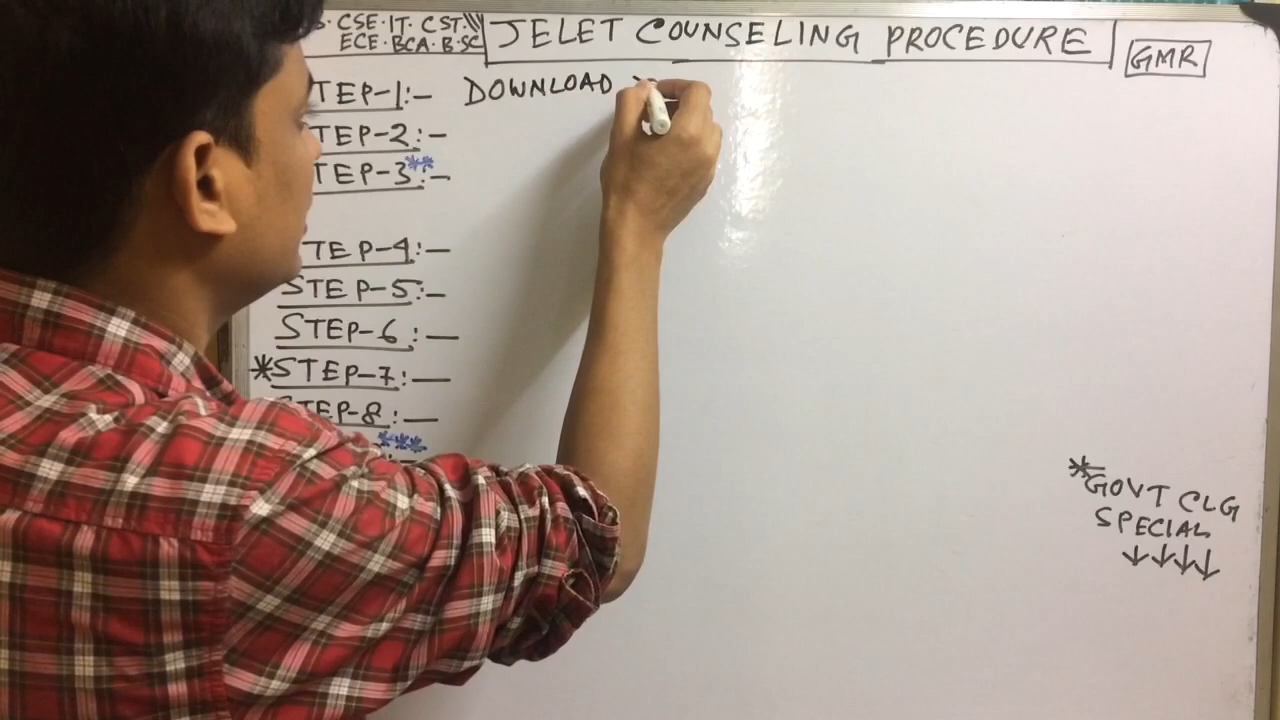 CSE·IT·CST·\\\
ECE·BCA·B·SC
JELET COUNSELING PROCEDURE
GMR
TEP-1:- DOWNLOAD
TEP-2:-
TEP-3**:-
TEP-4:-
STEP-5:-
STEP-6:-
*STEP-7:-
STEP-8:-
***
*GOVT CLG
SPECIAL
↓↓↓↓